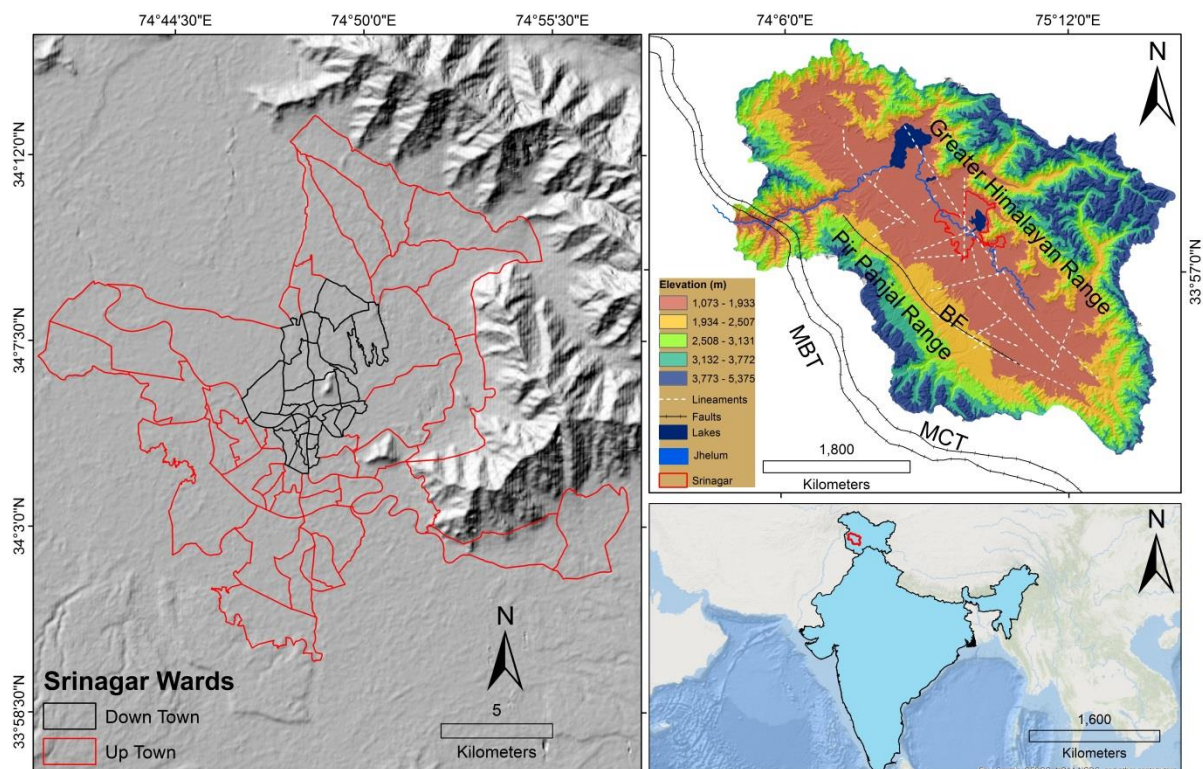 74°44'30"E
74°50'00"E
74°55'30"E
34°12'0"N
34°7'30"N
34°3'0"N
33°58'30"N
N
Srinagar Wards
Down Town
Up Town
5
Kilometers
74°6'0"E
75°12'0"E
33°57'0"N
N
Greater Himalayan Range
Pir Panjal Range
BF
MBT
MCT
Elevation (m)
1,073 - 1,933
1,934 - 2,507
2,508 - 3,131
3,132 - 3,772
3,773 - 5,375
Lineaments
Faults
Lakes
Jhelum
Srinagar
1,800
Kilometers
N
1,600
Kilometers